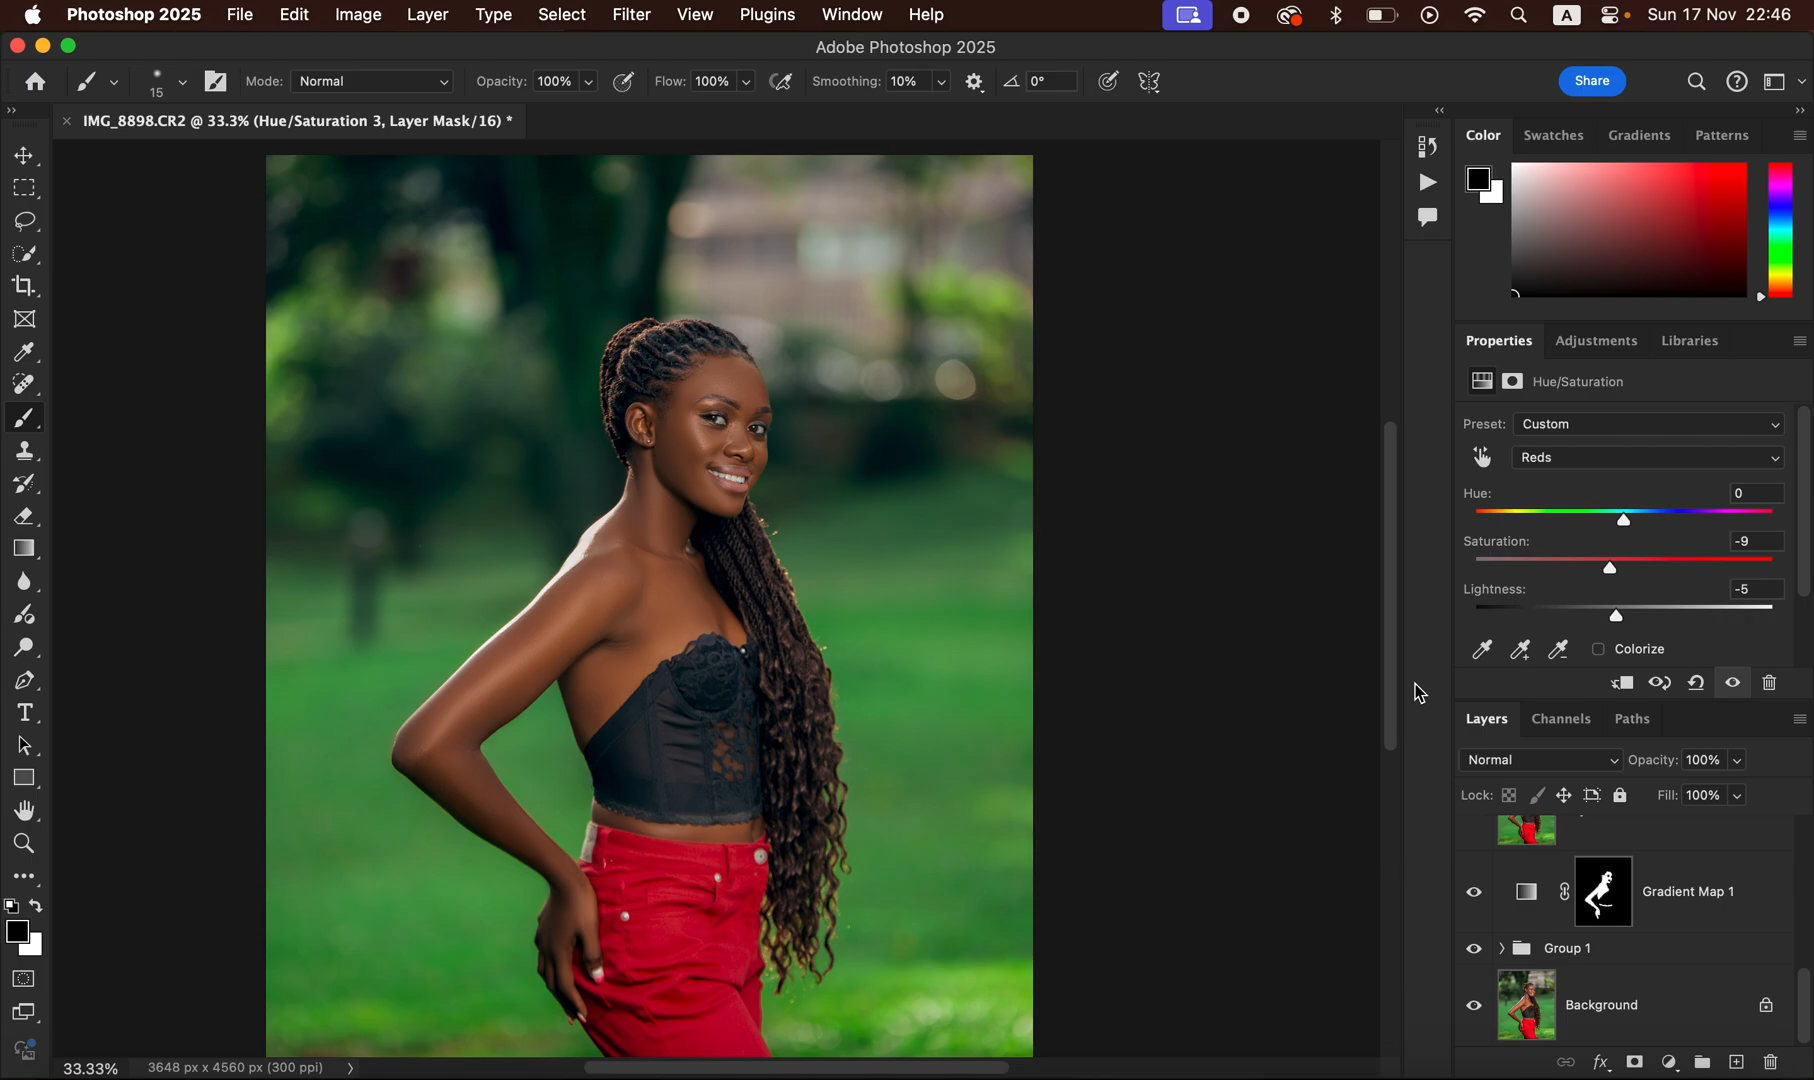 Photoshop 2025 File Edit Image Layer Type Select Filter View Plugins Window Help A Sun 17 Nov 22:46
Adobe Photoshop 2025
15 Mode: Normal Opacity: 100% Flow: 100% Smoothing: 10% 0° Share
IMG_8898.CR2 @ 33.3% (Hue/Saturation 3, Layer Mask/16) *
Color Swatches Gradients Patterns
Properties Adjustments Libraries
Hue/Saturation
Preset: Custom
Reds
Hue: 0
Saturation: -9
Lightness: -5
Colorize
Layers Channels Paths
Normal Opacity: 100%
Lock: Fill: 100%
Gradient Map 1
Group 1
Background
33.33% 3648 px x 4560 px (300 ppi)